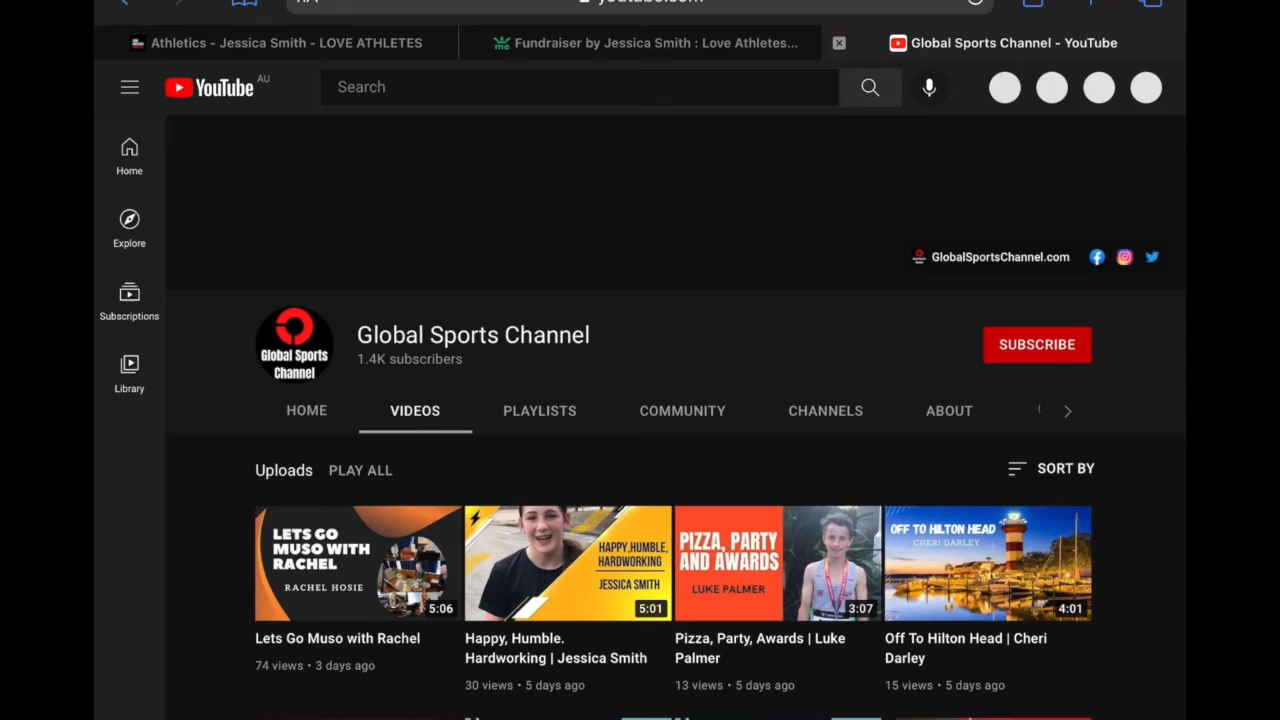 Athletics - Jessica Smith - LOVE ATHLETES
Fundraiser by Jessica Smith : Love Athletes...
Global Sports Channel - YouTube
YouTube AU
Search
Home
Explore
Subscriptions
Library
GlobalSportsChannel.com
Global Sports
Channel
Global Sports Channel
1.4K subscribers
SUBSCRIBE
HOME
VIDEOS
PLAYLISTS
COMMUNITY
CHANNELS
ABOUT
Uploads
PLAY ALL
SORT BY
LETS GO
MUSO WITH
RACHEL
RACHEL HOSIE
5:06
Lets Go Muso with Rachel
74 views • 3 days ago
HAPPY,HUMBLE,
HARDWORKING
JESSICA SMITH
5:01
Happy, Humble.
Hardworking | Jessica Smith
30 views • 5 days ago
PIZZA, PARTY
AND AWARDS
LUKE PALMER
3:07
Pizza, Party, Awards | Luke
Palmer
13 views • 5 days ago
OFF TO HILTON HEAD
CHERI DARLEY
4:01
Off To Hilton Head | Cheri
Darley
15 views • 5 days ago